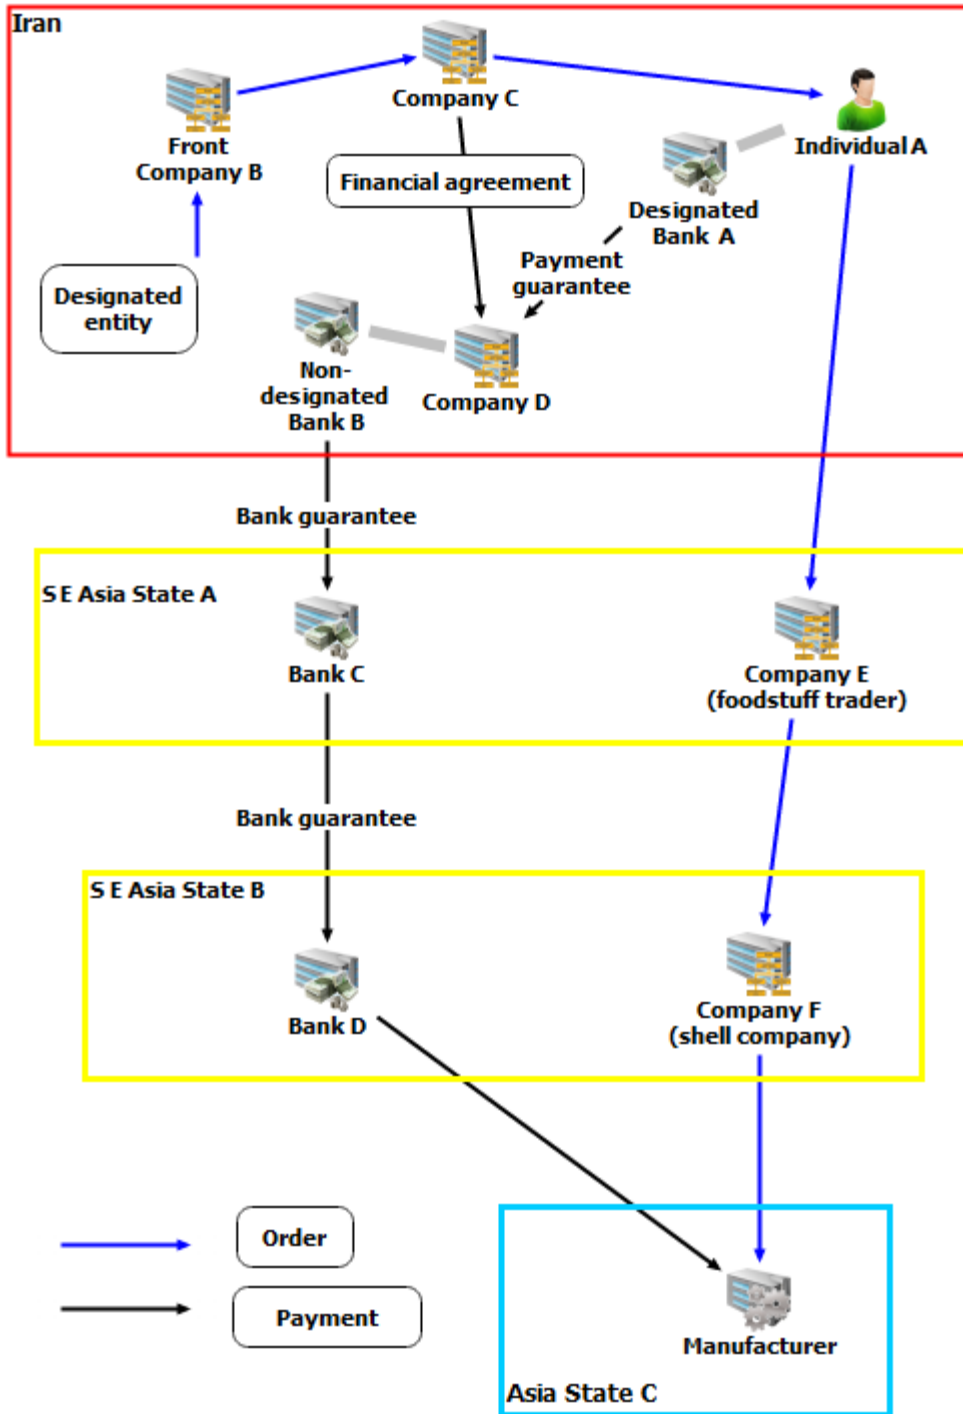 Iran
Company C
Front
Company B
Individual A
Financial agreement
Designated
Bank A
Payment
guarantee
Designated
entity
Non-
designated
Bank B
Company D
Bank guarantee
S E Asia State A
Bank C
Company E
(foodstuff trader)
Bank guarantee
S E Asia State B
Bank D
Company F
(shell company)
Order
Payment
Manufacturer
Asia State C